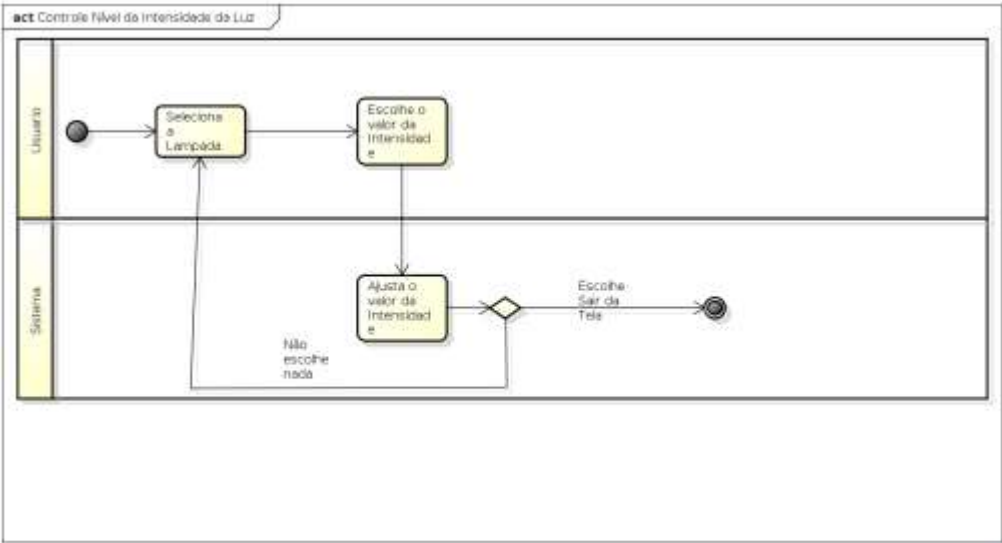 act Controle Nível da Intensidade da Luz
Usuario
Seleciona
a
Lampada
Escolhe o
valor da
Intensidad
e
Sistema
Ajusta o
valor da
Intensidad
e
Escolhe
Sair da
Tela
Não
escolhe
nada